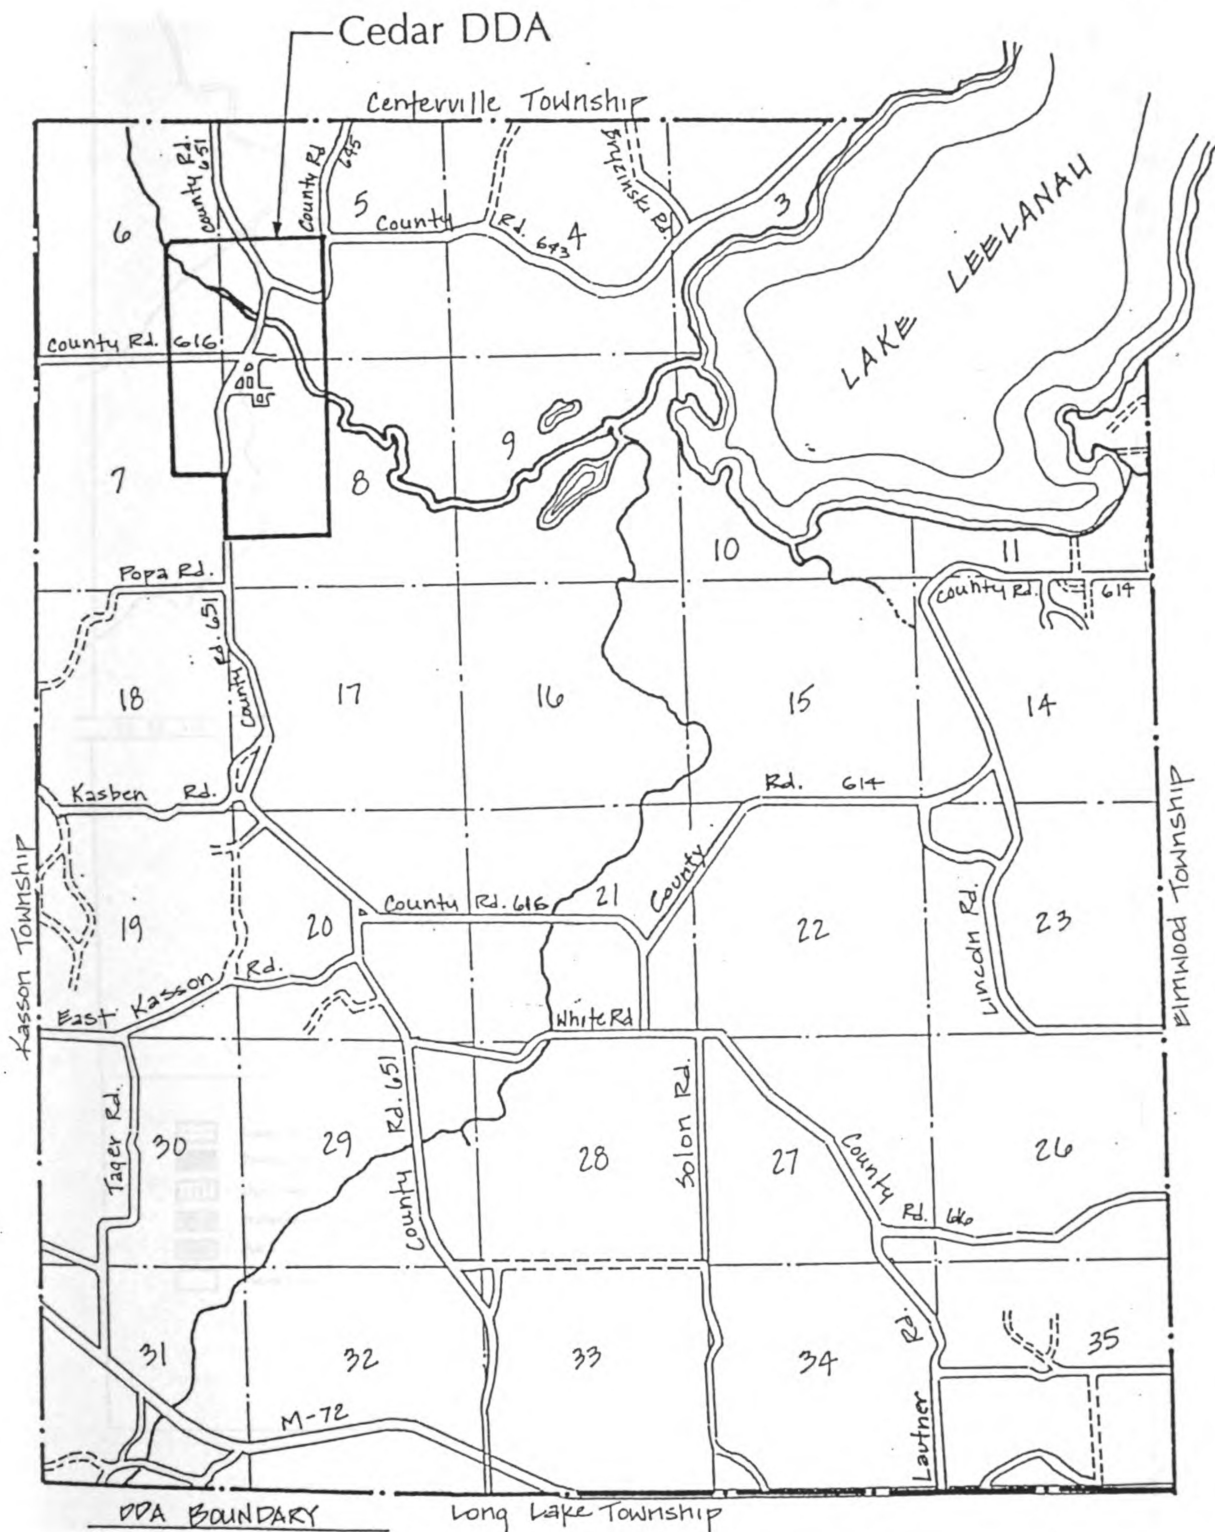 Cedar DDA
Centerville Township
County Rd. 651
County Rd 645
Rd.
5
County Rd. 643
4
3
6
LAKE LEELANAU
County Rd. 616
7
8
9
10
11
Popa Rd.
County Rd. 614
County Rd. 651
18
17
16
15
14
Kasben Rd.
Rd. 614
County
Kasson Township
Elmwood Township
19
20
County Rd. 616
21
22
Lincoln Rd.
23
East Kasson Rd.
White Rd
Tager Rd.
30
29
County Rd. 651
28
Solon Rd.
27
County
Rd. 616
26
31
32
33
34
Rd.
35
M-72
Lautner
DDA BOUNDARY
Long Lake Township